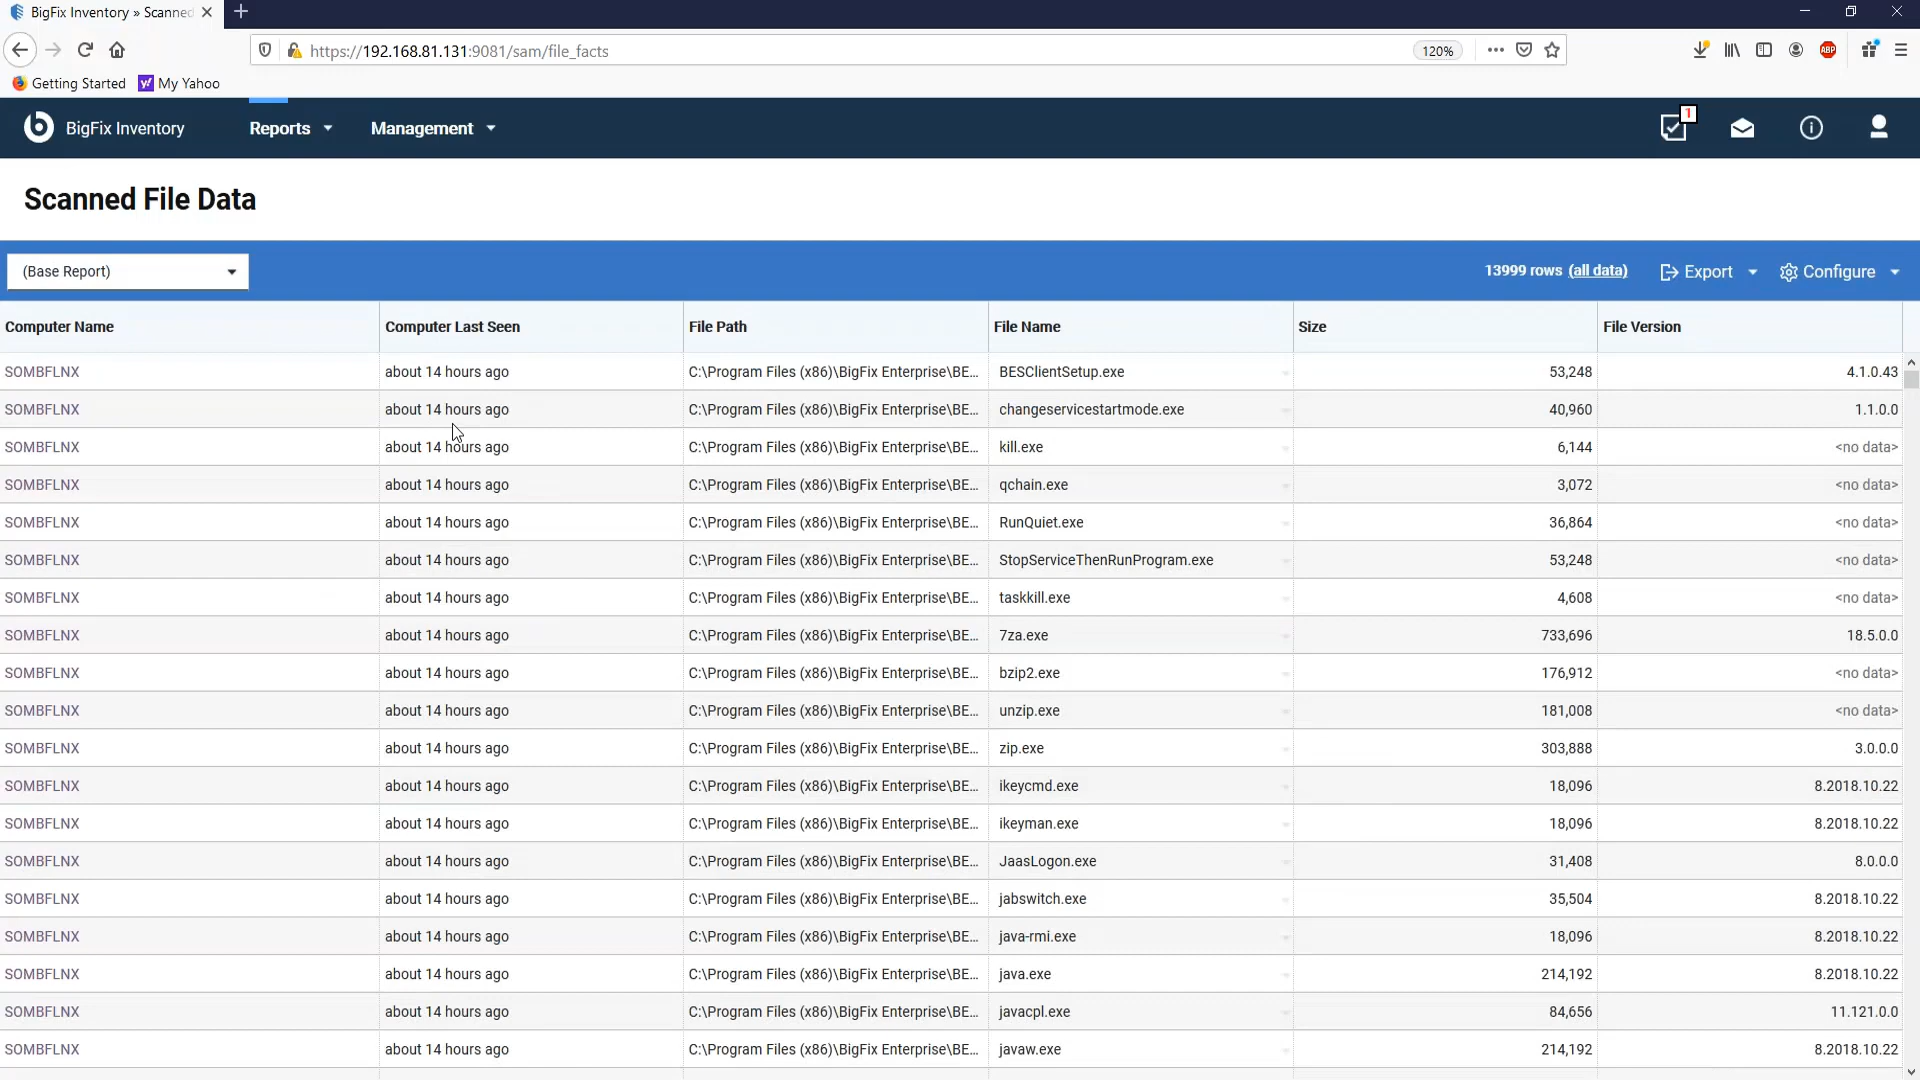 BigFix Inventory » Scanned
https://192.168.81.131:9081/sam/file_facts
120%
Getting Started
My Yahoo
BigFix Inventory
Reports
Management
1
Scanned File Data
(Base Report)
13999 rows (all data)
Export
Configure
Computer Name Computer Last Seen File Path File Name Size File Version
SOMBFLNX about 14 hours ago C:\Program Files (x86)\BigFix Enterprise\BE... BESClientSetup.exe 53,248 4.1.0.43
SOMBFLNX about 14 hours ago C:\Program Files (x86)\BigFix Enterprise\BE... changeservicestartmode.exe 40,960 1.1.0.0
SOMBFLNX about 14 hours ago C:\Program Files (x86)\BigFix Enterprise\BE... kill.exe 6,144 <no data>
SOMBFLNX about 14 hours ago C:\Program Files (x86)\BigFix Enterprise\BE... qchain.exe 3,072 <no data>
SOMBFLNX about 14 hours ago C:\Program Files (x86)\BigFix Enterprise\BE... RunQuiet.exe 36,864 <no data>
SOMBFLNX about 14 hours ago C:\Program Files (x86)\BigFix Enterprise\BE... StopServiceThenRunProgram.exe 53,248 <no data>
SOMBFLNX about 14 hours ago C:\Program Files (x86)\BigFix Enterprise\BE... taskkill.exe 4,608 <no data>
SOMBFLNX about 14 hours ago C:\Program Files (x86)\BigFix Enterprise\BE... 7za.exe 733,696 18.5.0.0
SOMBFLNX about 14 hours ago C:\Program Files (x86)\BigFix Enterprise\BE... bzip2.exe 176,912 <no data>
SOMBFLNX about 14 hours ago C:\Program Files (x86)\BigFix Enterprise\BE... unzip.exe 181,008 <no data>
SOMBFLNX about 14 hours ago C:\Program Files (x86)\BigFix Enterprise\BE... zip.exe 303,888 3.0.0.0
SOMBFLNX about 14 hours ago C:\Program Files (x86)\BigFix Enterprise\BE... ikeycmd.exe 18,096 8.2018.10.22
SOMBFLNX about 14 hours ago C:\Program Files (x86)\BigFix Enterprise\BE... ikeyman.exe 18,096 8.2018.10.22
SOMBFLNX about 14 hours ago C:\Program Files (x86)\BigFix Enterprise\BE... JaasLogon.exe 31,408 8.0.0.0
SOMBFLNX about 14 hours ago C:\Program Files (x86)\BigFix Enterprise\BE... jabswitch.exe 35,504 8.2018.10.22
SOMBFLNX about 14 hours ago C:\Program Files (x86)\BigFix Enterprise\BE... java-rmi.exe 18,096 8.2018.10.22
SOMBFLNX about 14 hours ago C:\Program Files (x86)\BigFix Enterprise\BE... java.exe 214,192 8.2018.10.22
SOMBFLNX about 14 hours ago C:\Program Files (x86)\BigFix Enterprise\BE... javacpl.exe 84,656 11.121.0.0
SOMBFLNX about 14 hours ago C:\Program Files (x86)\BigFix Enterprise\BE... javaw.exe 214,192 8.2018.10.22